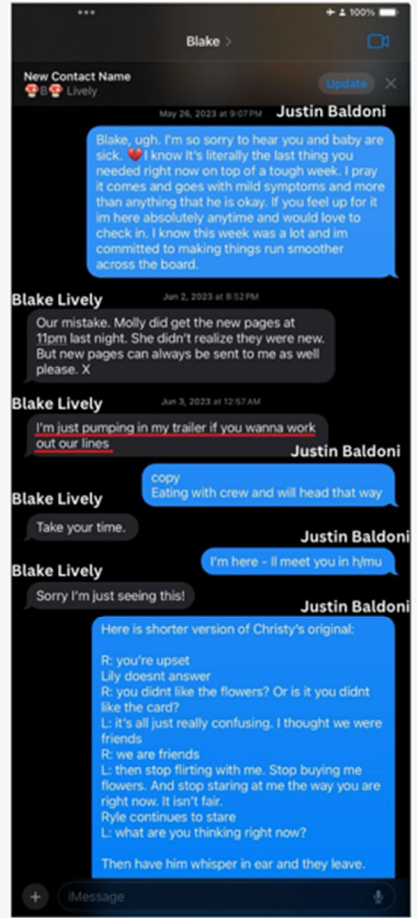 100%
Blake >
New Contact Name
B Lively
Update
May 26, 2023 at 9:07PM
Justin Baldoni
Blake, ugh. I'm so sorry to hear you and baby are
sick. ❤️I know It's literally the last thing you
needed right now on top of a tough week. I pray
it comes and goes with mild symptoms and more
than anything that he is okay. If you feel up for it
im here absolutely anytime and would love to
check in. I know this week was a lot and im
committed to making things run smoother
across the board.
Blake Lively
Jun 2, 2023 at 8:52PM
Our mistake. Molly did get the new pages at
11pm last night. She didn't realize they were new.
But new pages can always be sent to me as well
please. X
Blake Lively
Jun 3, 2023 at 12:57AM
I'm just pumping in my trailer if you wanna work
out our lines
Justin Baldoni
copy
Eating with crew and will head that way
Blake Lively
Take your time.
Justin Baldoni
I'm here - ll meet you in h/mu
Blake Lively
Sorry I'm just seeing this!
Justin Baldoni
Here is shorter version of Christy's original:
R: you're upset
Lily doesnt answer
R: you didnt like the flowers? Or is it you didnt
like the card?
L: it's all just really confusing. I thought we were
friends
R: we are friends
L: then stop flirting with me. Stop buying me
flowers. And stop staring at me the way you are
right now. It isn't fair.
Ryle continues to stare
L: what are you thinking right now?
Then have him whisper in ear and they leave.
iMessage